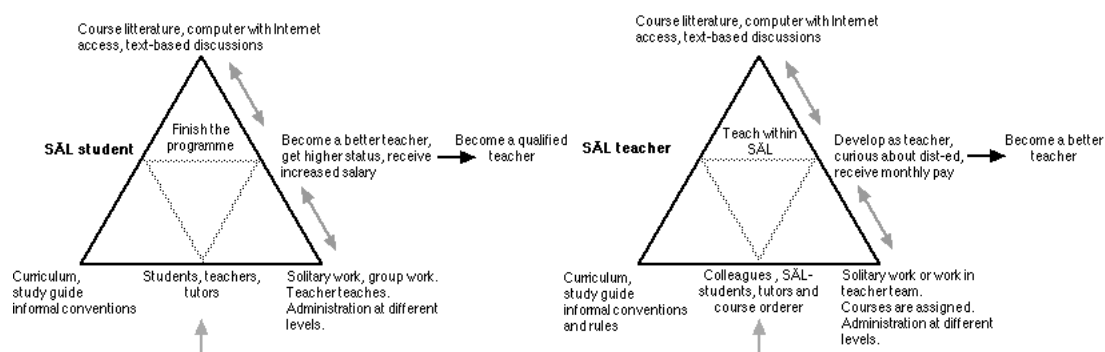 Course litterature, computer with Internet
access, text-based discussions
Finish the
programme
SÄL student
Become a better teacher,
get higher status, receive
increased salary
Become a qualified
teacher
Curriculum,
study guide
informal conventions
Students, teachers,
tutors
Solitary work, group work.
Teacher teaches.
Administration at different
levels.
Course litterature, computer with Internet
access, text-based discussions
Teach within
SÄL
SÄL teacher
Develop as teacher,
curious about dist-ed,
receive monthly pay
Become a better
teacher
Curriculum,
study guide
informal conventions
and rules
Colleagues, SÄL-
students, tutors and
course orderer
Solitary work or work in
teacher team.
Courses are assigned.
Administration at different
levels.